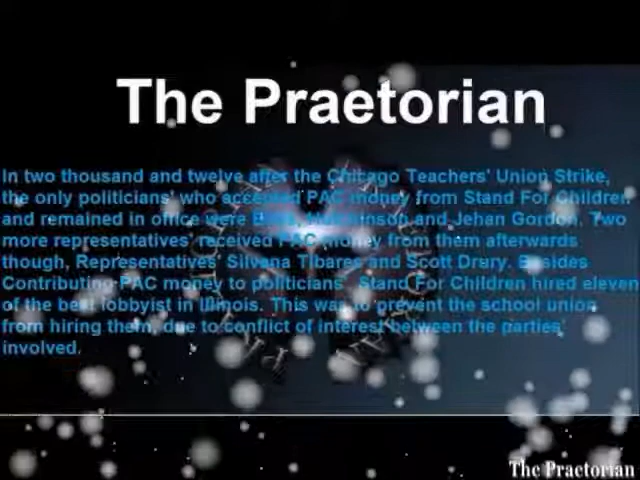 The Praetorian
In two thousand and twelve after the Chicago Teachers' Union Strike,
the only politicians' who accepted PAC money from Stand For Children
and remained in office were Hutchinson and Jehan Gordon. Two
more representatives' received PAC money from them afterwards
though, Representatives' Silvana Tibares and Scott Drury. Besides
Contributing PAC money to politicians', Stand For Children hired eleven
of the best lobbyist in Illinois. This was to prevent the school union
from hiring them, due to conflict of interest between the parties'
involved.
The Praetorian